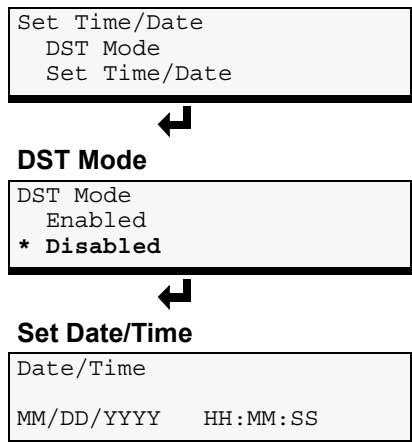 Set Time/Date
DST Mode
Set Time/Date
DST Mode
DST Mode
Enabled
* Disabled
Set Date/Time
Date/Time
MM/DD/YYYY HH:MM:SS